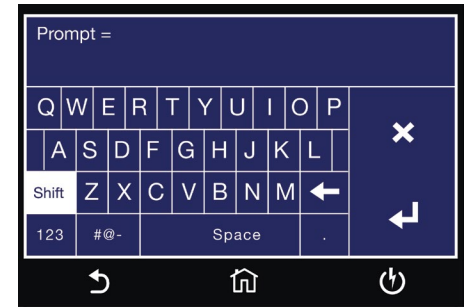 Prompt =
Q W E R T Y U I O P
A S D F G H J K L
Shift Z X C V B N M
123 #@- Space .